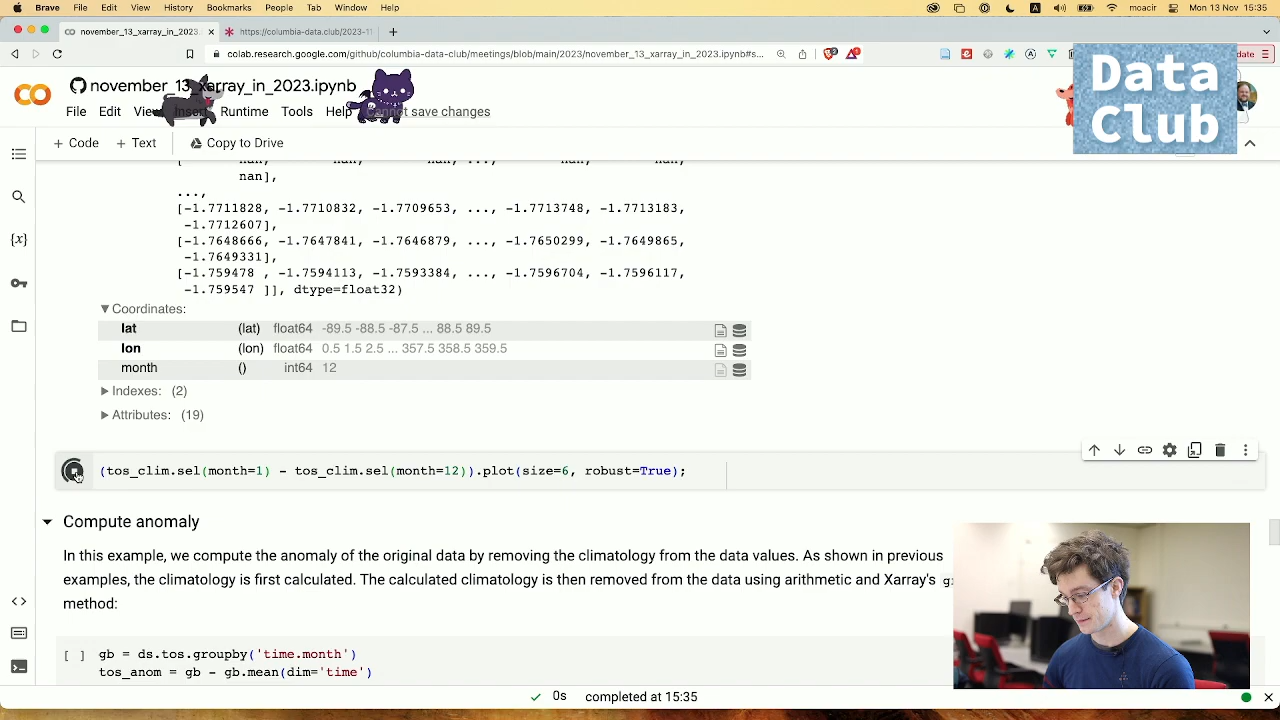 Brave File Edit View History Bookmarks People Tab Window Help
moacir Mon 13 Nov 15:35
november_13_xarray_in_2023.
https://columbia-data.club/2023-11
colab.research.google.com/github/columbia-data-club/meetings/blob/main/2023/november_13_xarray_in_2023.ipynb#s...
date
november_13_xarray_in_2023.ipynb
File Edit View Insert Runtime Tools Help Cannot save changes
Data
Club
+ Code + Text Copy to Drive
[ nan, nan, nan, ..., nan, nan,
nan],
...,
[-1.7711828, -1.7710832, -1.7709653, ..., -1.7713748, -1.7713183,
-1.7712607],
[-1.7648666, -1.7647841, -1.7646879, ..., -1.7650299, -1.7649865,
-1.7649331],
[-1.759478 , -1.7594113, -1.7593384, ..., -1.7596704, -1.7596117,
-1.759547 ]], dtype=float32)
Coordinates:
lat (lat) float64 -89.5 -88.5 -87.5 ... 88.5 89.5
lon (lon) float64 0.5 1.5 2.5 ... 357.5 358.5 359.5
month () int64 12
Indexes: (2)
Attributes: (19)
(tos_clim.sel(month=1) - tos_clim.sel(month=12)).plot(size=6, robust=True);
Compute anomaly
In this example, we compute the anomaly of the original data by removing the climatology from the data values. As shown in previous
examples, the climatology is first calculated. The calculated climatology is then removed from the data using arithmetic and Xarray's g
method:
[ ] gb = ds.tos.groupby('time.month')
tos_anom = gb - gb.mean(dim='time')
0s completed at 15:35